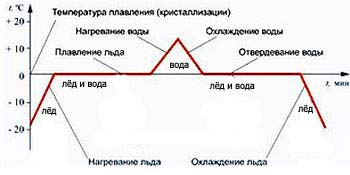 t, °C
Температура плавления (кристаллизации)
+ 20
Нагревание воды
Охлаждение воды
+ 10
Плавление льда
Отвердевание воды
вода
0
лёд и вода
лёд и вода
t, мин
- 10
лёд
лёд
- 20
Нагревание льда
Охлаждение льда